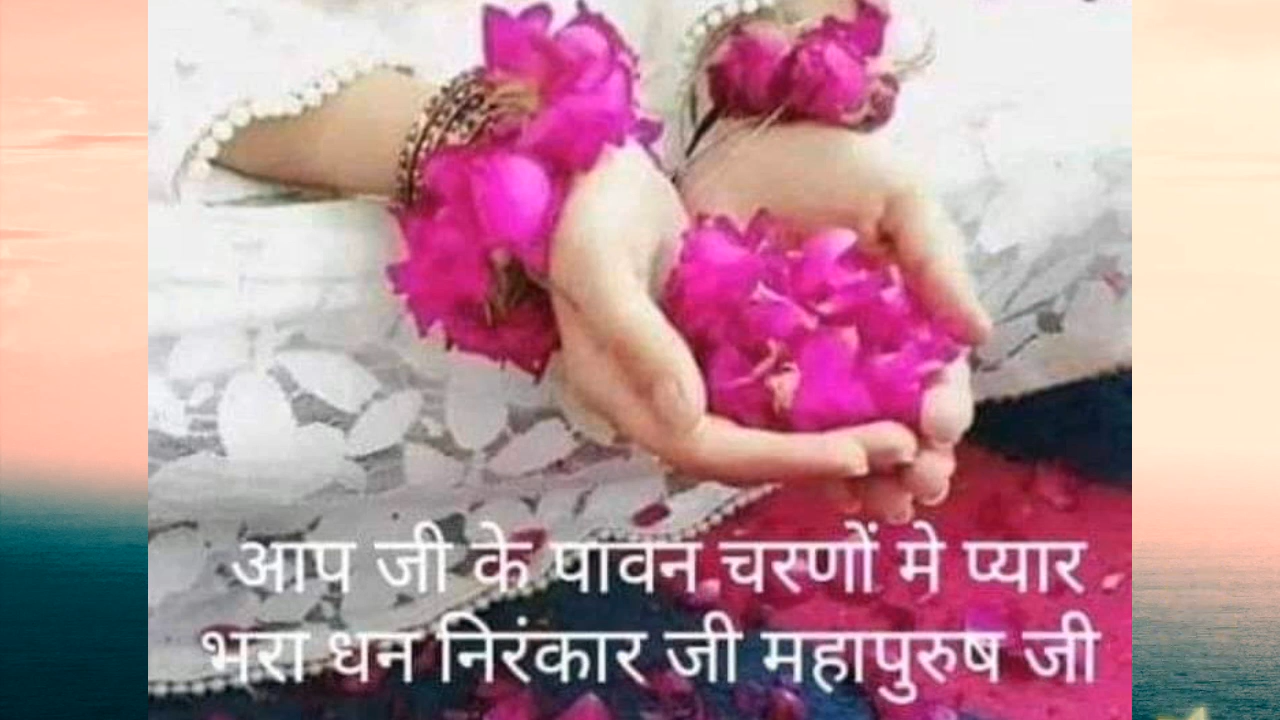 आप जी के पावन चरणों मे प्यार
भरा धन निरंकार जी महापुरुष जी